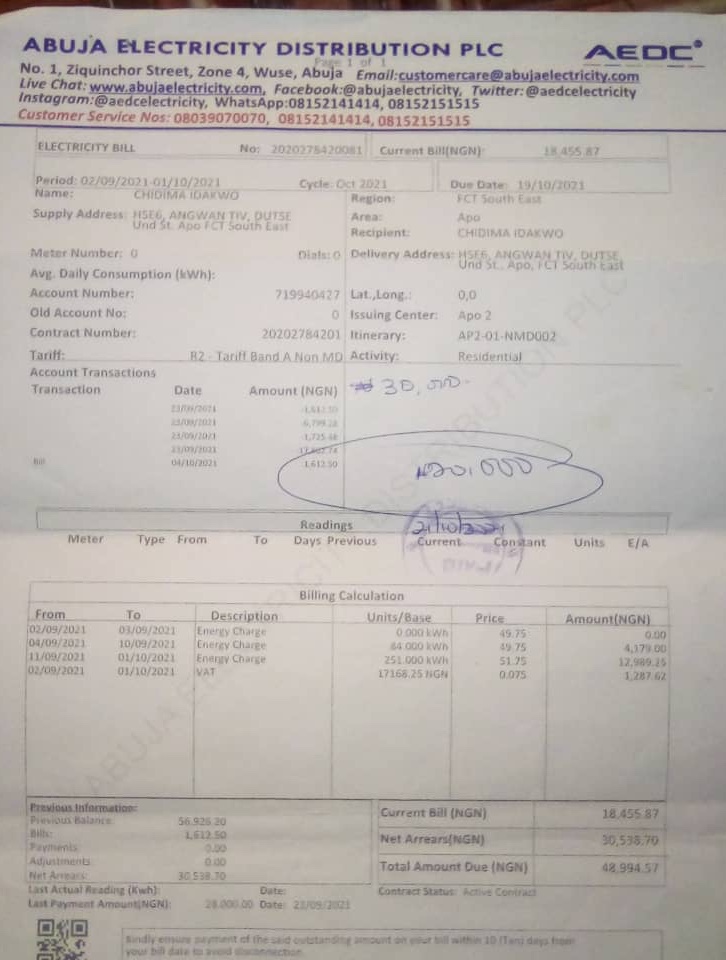 ABUJA ELECTRICITY DISTRIBUTION PLC
AEDC
Page 1 of 1
No. 1, Ziquinchor Street, Zone 4, Wuse, Abuja Email:customercare@abujaelectricity.com
Live Chat: www.abujaelectricity.com, Facebook:@abujaelectricity, Twitter:@aedcelectricity
Instagram:@aedcelectricity, WhatsApp:08152141414, 08152151515
Customer Service Nos: 08039070070, 08152141414, 08152151515
ELECTRICITY BILL No: 2020278420081 Current Bill(NGN): 18,455.87
Period: 02/09/2021-01/10/2021 Cycle: Oct 2021 Due Date: 19/10/2021
Name: CHIDIMA IDAKWO Region: FCT South East
Supply Address: HSE6, ANGWAN TIV, DUTSE Area: Apo
Und St. Apo FCT South East Recipient: CHIDIMA IDAKWO
Meter Number: 0 Dials: 0 Delivery Address: HSE6, ANGWAN TIV, DUTSE,
Und St., Apo, FCT South East
Avg. Daily Consumption (kWh):
Account Number: 719940427 Lat.,Long.: 0,0
Old Account No: 0 Issuing Center: Apo 2
Contract Number: 20202784201 Itinerary: AP2-01-NMD002
Tariff: R2 - Tariff Band A Non MD Activity: Residential
Account Transactions
Transaction Date Amount (NGN)
30,000
23/09/2021
23/09/2021 -6,799.28
23/09/2021
23/09/2021
Bill 04/10/2021 1,612.50
₦20,000
Readings
21/10/2021
Meter Type From To Days Previous Current Constant Units E/A
Billing Calculation
From To Description Units/Base Price Amount(NGN)
02/09/2021 03/09/2021 Energy Charge 0.000 kWh 49.75 0.00
04/09/2021 10/09/2021 Energy Charge 84.000 kWh 49.75 4,179.00
11/09/2021 01/10/2021 Energy Charge 251.000 kWh 51.75 12,989.25
02/09/2021 01/10/2021 VAT 17168.25 NGN 0.075 1,287.62
Previous Information:
Previous Balance: 56,926.20
Bills: 1,612.50
Payments 0.00
Adjustments 0.00
Net Arrears: 30,538.70
Current Bill (NGN) 18,455.87
Net Arrears(NGN) 30,538.70
Total Amount Due (NGN) 48,994.57
Last Actual Reading (Kwh): Date: Contract Status: Active Contract
Last Payment Amount(NGN): 28,000.00 Date: 23/09/2021
Kindly ensure payment of the said outstanding amount on your bill within 10 (Ten) days from
your bill date to avoid disconnection.